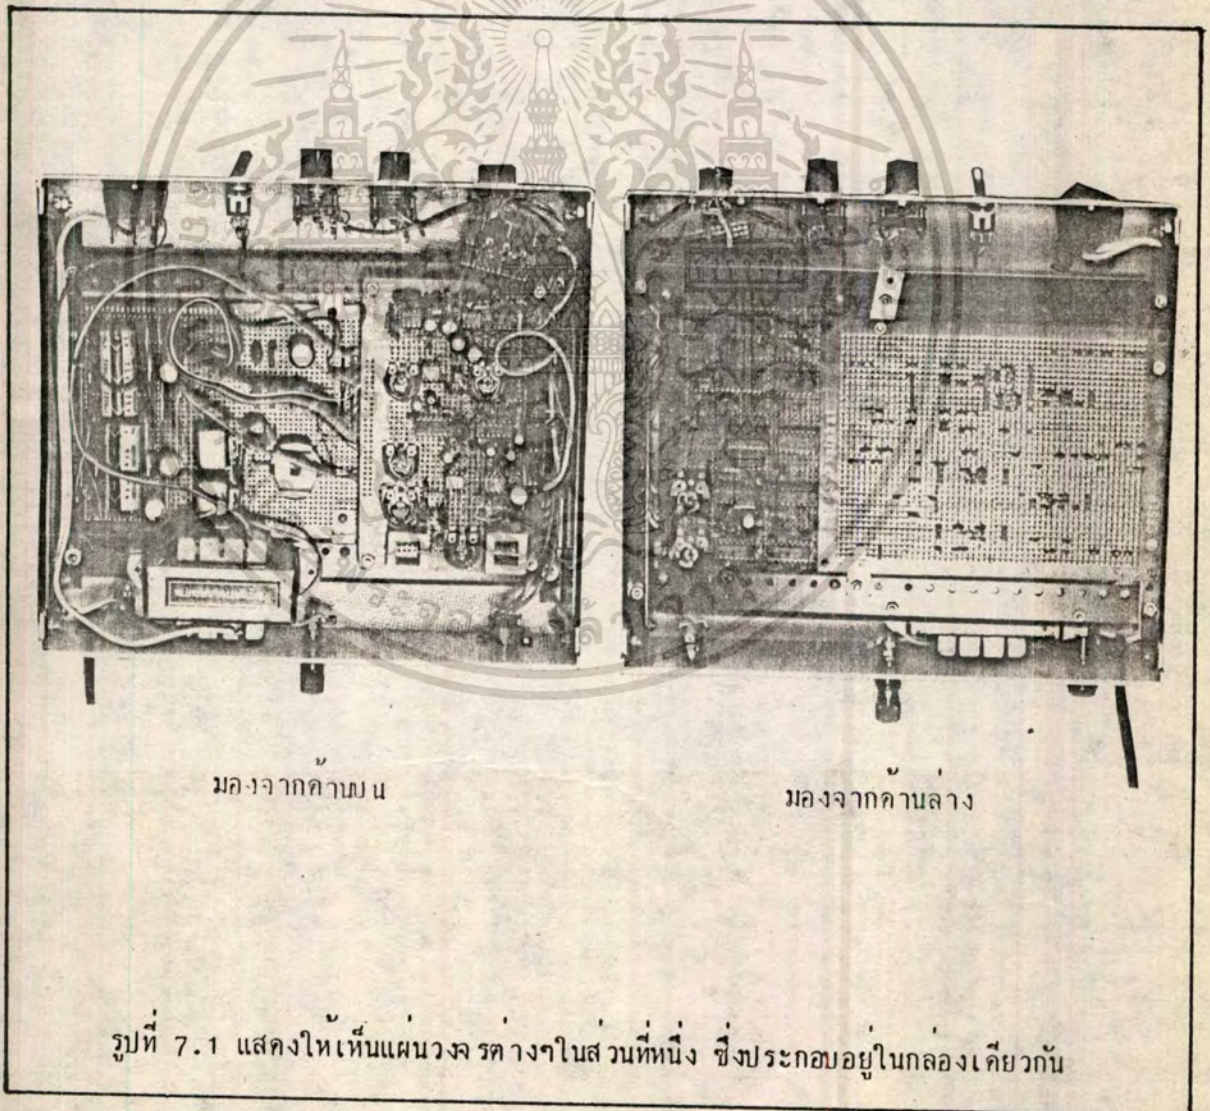 มองจากด้านบน
มองจากด้านล่าง
รูปที่ 7.1 แสดงให้เห็นแผ่นวงจรต่างๆในส่วนที่หนึ่ง ซึ่งประกอบอยู่ในกล่องเดียวกัน